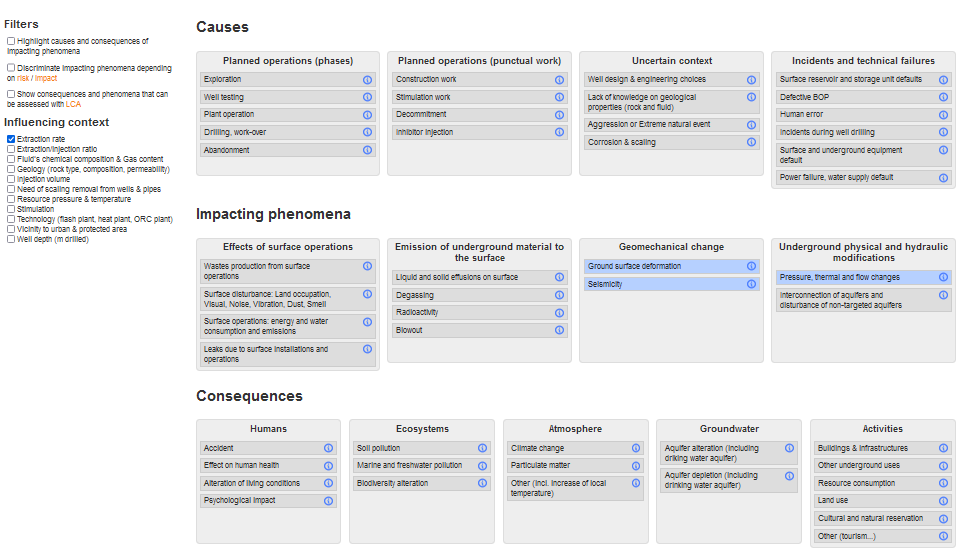 Filters
Highlight causes and consequences of
impacting phenomena
Discriminate impacting phenomena depending
on risk / impact
Show consequences and phenomena that can
be assessed with LCA
Influencing context
Extraction rate
Extraction/injection ratio
Fluid's chemical composition & Gas content
Geology (rock type, composition, permeability)
Injection volume
Need of scaling removal from wells & pipes
Resource pressure & temperature
Stimulation
Technology (flash plant, heat plant, ORC plant)
Vicinity to urban & protected area
Well depth (m drilled)
Causes
Planned operations (phases)
Exploration
Well testing
Plant operation
Drilling, work-over
Abandonment
Planned operations (punctual work)
Construction work
Stimulation work
Decommitment
Inhibitor injection
Uncertain context
Well design & engineering choices
Lack of knowledge on geological
properties (rock and fluid)
Aggression or Extreme natural event
Corrosion & scaling
Incidents and technical failures
Surface reservoir and storage unit defaults
Defective BOP
Human error
Incidents during well drilling
Surface and underground equipment
default
Power failure, water supply default
Impacting phenomena
Effects of surface operations
Wastes production from surface
operations
Surface disturbance: Land occupation,
Visual, Noise, Vibration, Dust, Smell
Surface operations: energy and water
consumption and emissions
Leaks due to surface installations and
operations
Emission of underground material to
the surface
Liquid and solid effusions on surface
Degassing
Radioactivity
Blowout
Geomechanical change
Ground surface deformation
Seismicity
Underground physical and hydraulic
modifications
Pressure, thermal and flow changes
Interconnection of aquifers and
disturbance of non-targeted aquifers
Consequences
Humans
Accident
Effect on human health
Alteration of living conditions
Psychological impact
Ecosystems
Soil pollution
Marine and freshwater pollution
Biodiversity alteration
Atmosphere
Climate change
Particulate matter
Other (incl. increase of local
temperature)
Groundwater
Aquifer alteration (including
driking water aquifer)
Aquifer depletion (including
drinking water aquifer)
Activities
Buildings & infrastructures
Other underground uses
Resource consumption
Land use
Cultural and natural reservation
Other (tourism...)